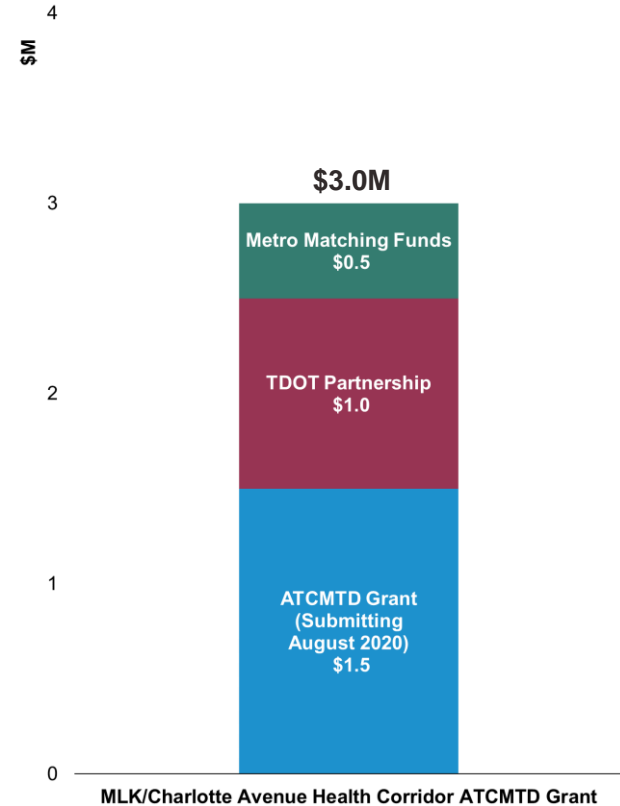 4
$M
$3.0M
3
Metro Matching Funds
$0.5
TDOT Partnership
2
$1.0
1
ATCMTD Grant
(Submitting
August 2020)
$1.5
0
MLK/Charlotte Avenue Health Corridor ATCMTD Grant